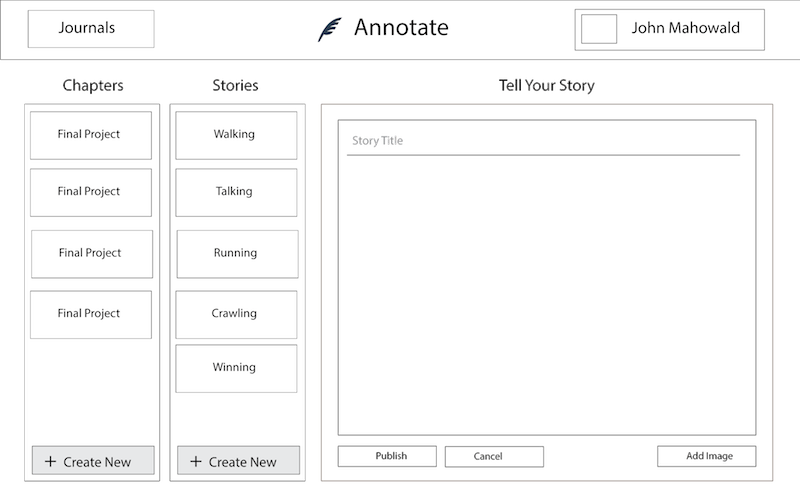 Journals
Annotate
John Mahowald
Chapters
Final Project
Final Project
Final Project
Final Project
+ Create New
Stories
Walking
Talking
Running
Crawling
Winning
+ Create New
Tell Your Story
Story Title
Publish
Cancel
Add Image